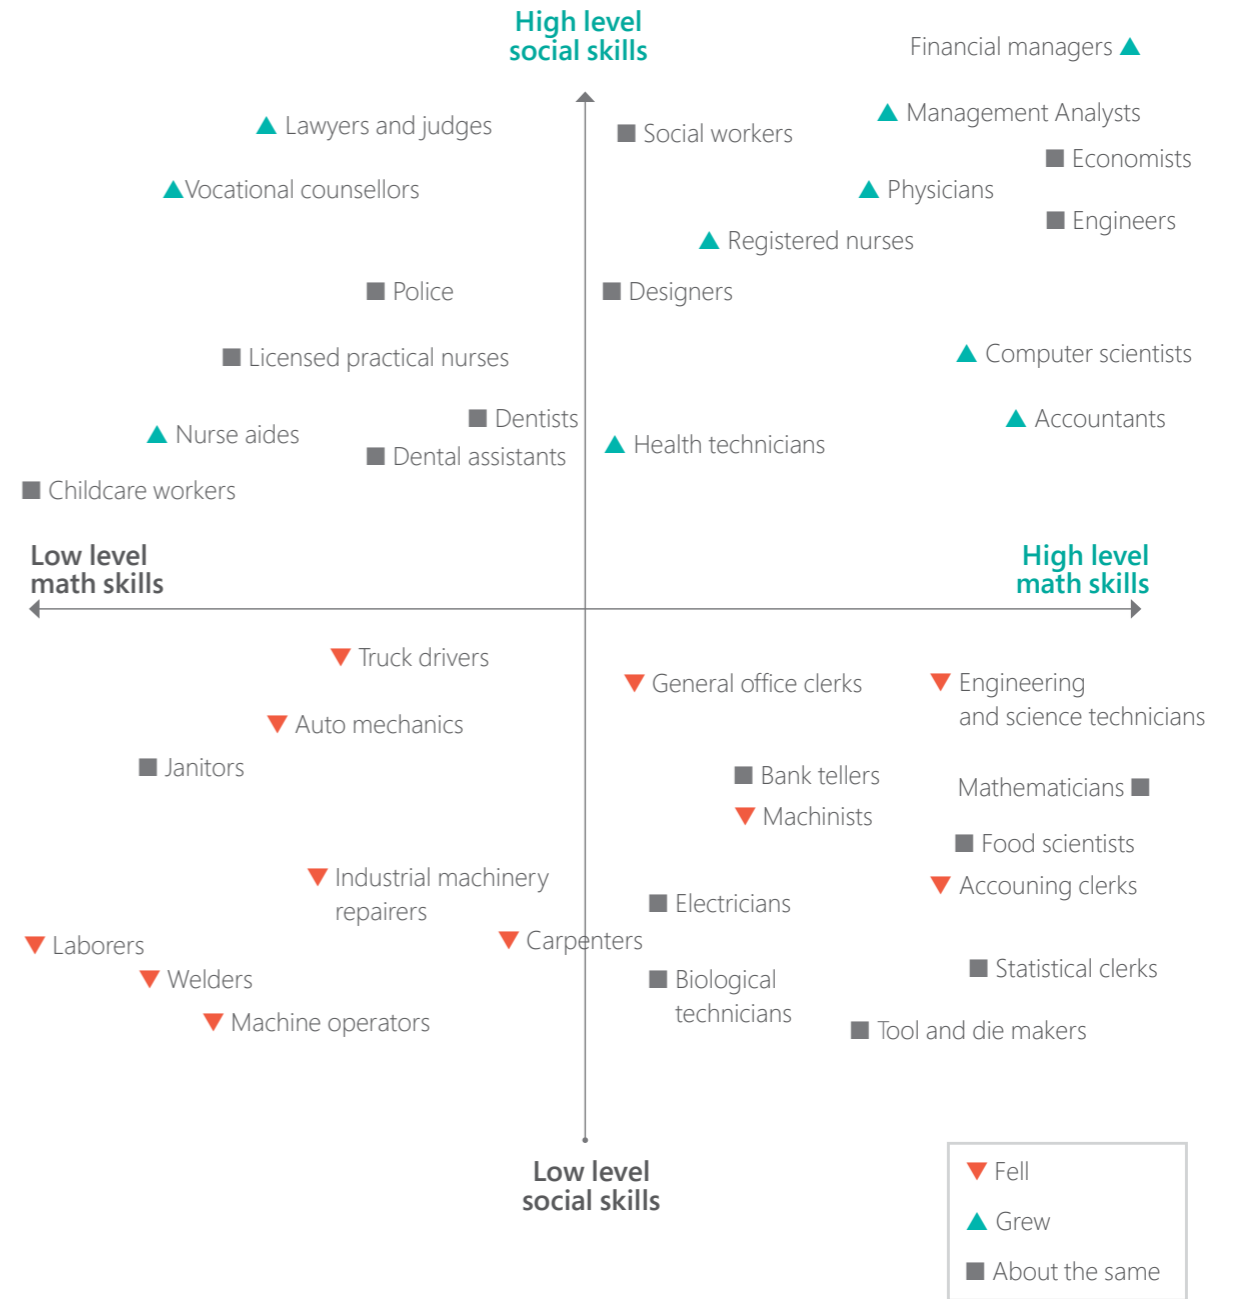 High level
social skills
Financial managers
Management Analysts
Lawyers and judges
Social workers
Economists
Vocational counsellors
Physicians
Engineers
Registered nurses
Police
Designers
Licensed practical nurses
Computer scientists
Dentists
Accountants
Nurse aides
Health technicians
Dental assistants
Childcare workers
Low level
math skills
High level
math skills
Truck drivers
General office clerks
Engineering
and science technicians
Auto mechanics
Janitors
Bank tellers
Mathematicians
Machinists
Food scientists
Industrial machinery
repairers
Accouning clerks
Electricians
Laborers
Carpenters
Statistical clerks
Welders
Biological
technicians
Machine operators
Tool and die makers
Low level
social skills
Fell
Grew
About the same